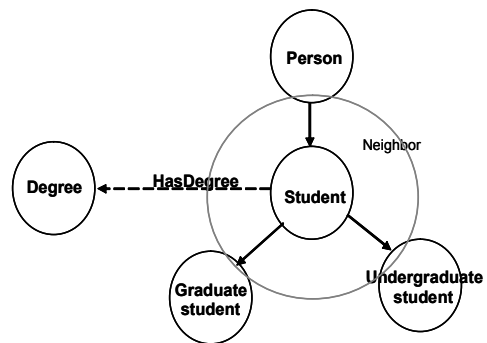 Person
Neighbor
HasDegree
Degree
Student
Undergraduate
student
Graduate
student